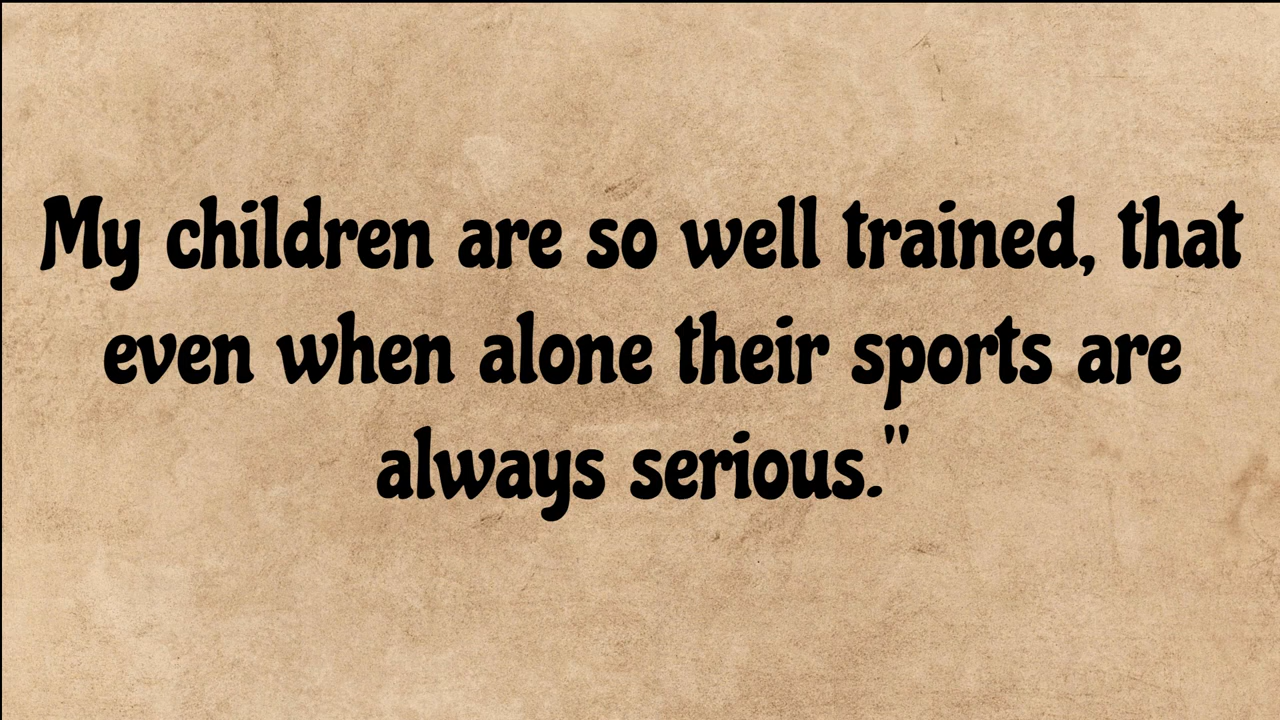 My children are so well trained, that
even when alone their sports are
always serious."